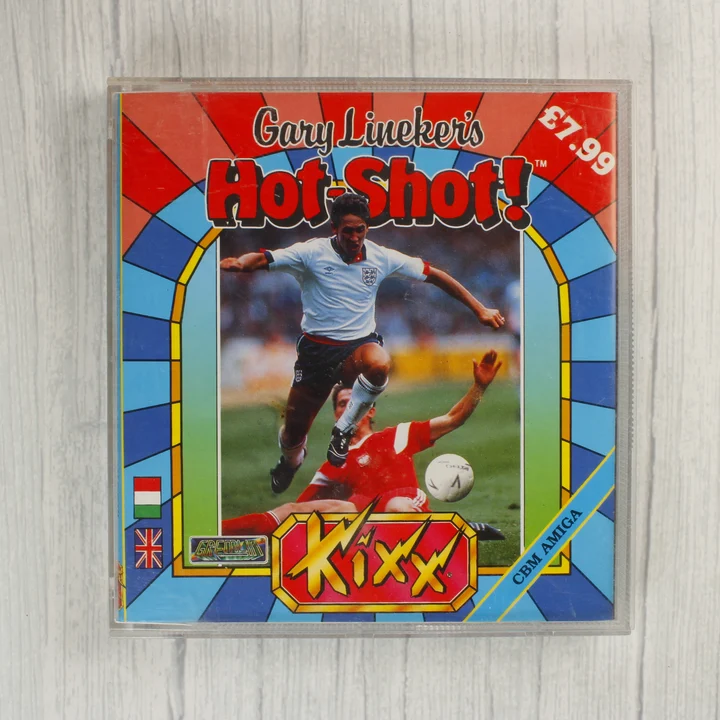 Gary Lineker's
£7.99
Hot-Shot!™
GREMLIN
Kixx
CBM AMIGA